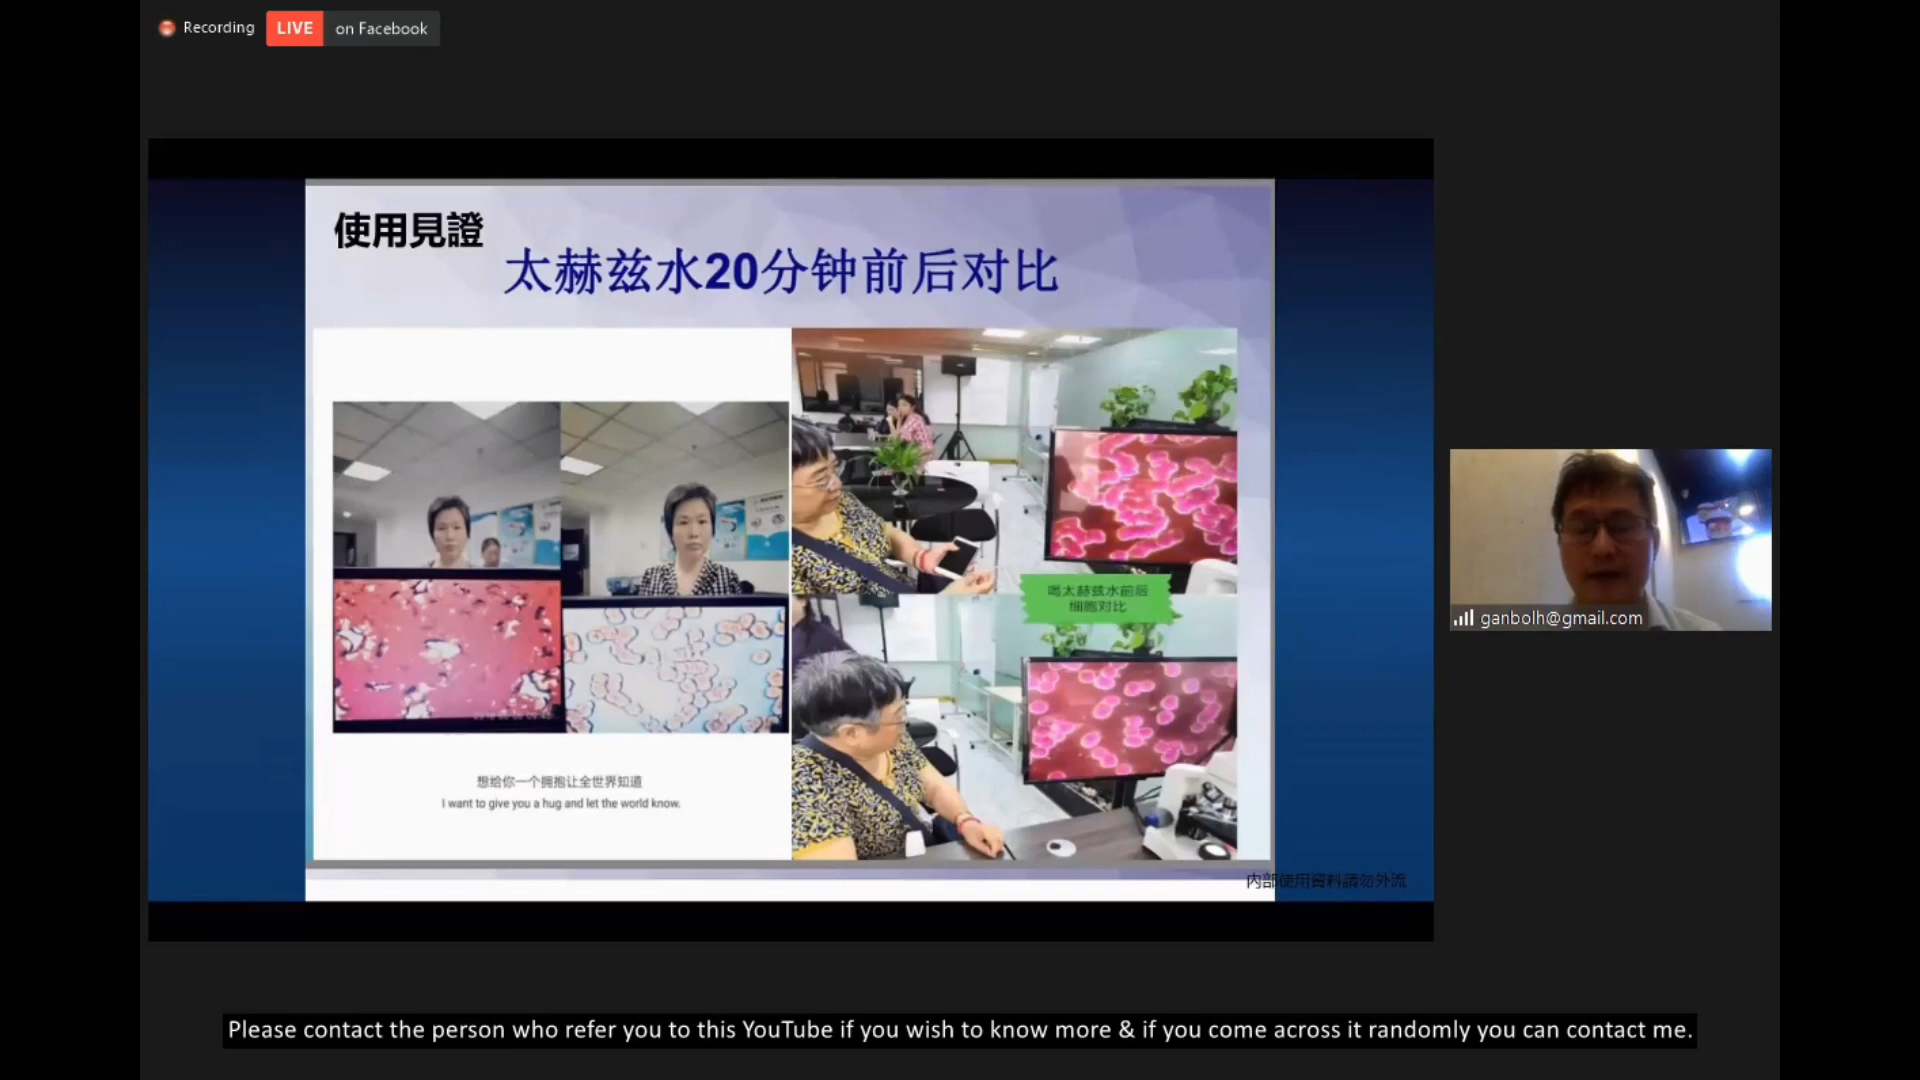 Recording
LIVE on Facebook
使用見證
太赫兹水20分钟前后对比
喝太赫兹水前后
细胞对比
想给你一个拥抱让全世界知道
I want to give you a hug and let the world know.
ganbolh@gmail.com
内部使用資料請勿外流
Please contact the person who refer you to this YouTube if you wish to know more & if you come across it randomly you can contact me.